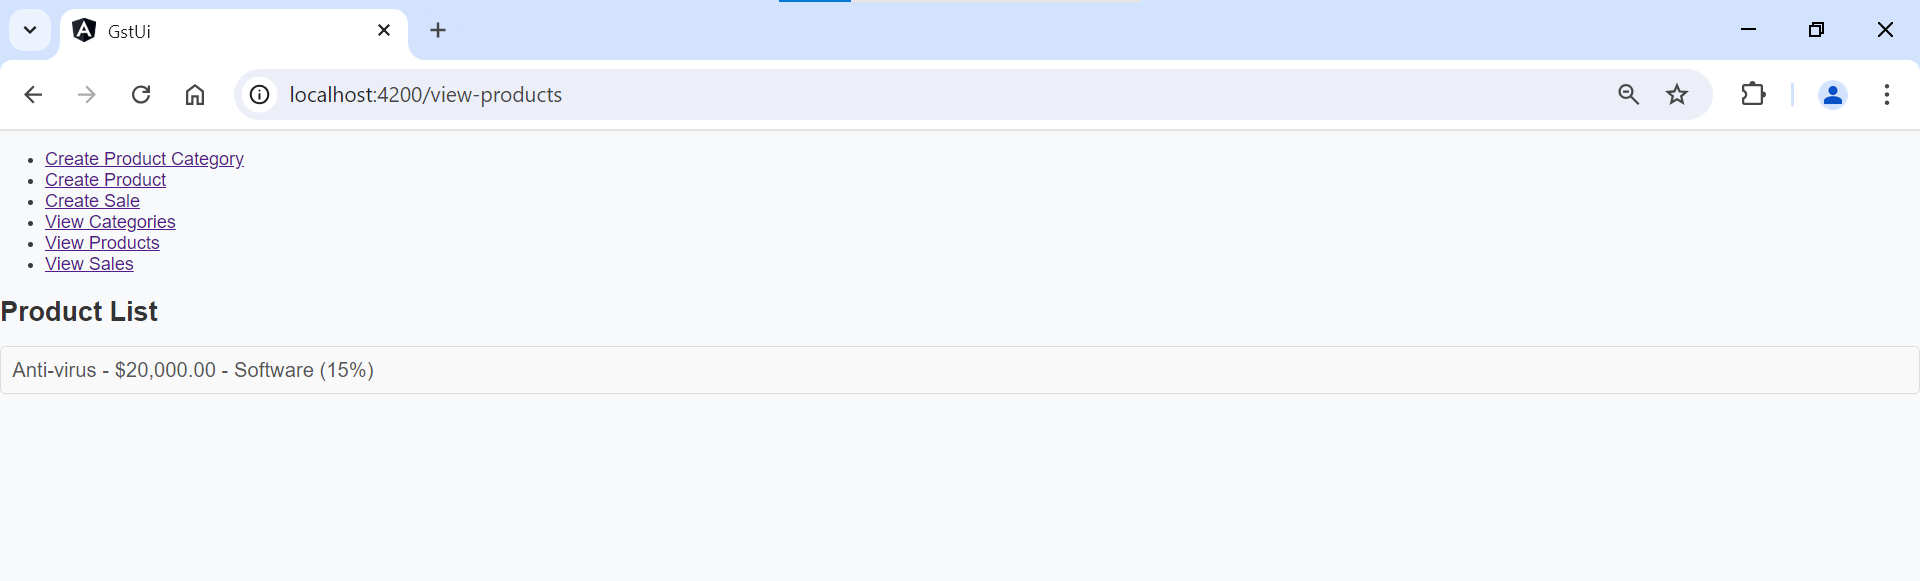 GstUi
localhost:4200/view-products
Create Product Category
Create Product
Create Sale
View Categories
View Products
View Sales
Product List
Anti-virus - $20,000.00 - Software (15%)